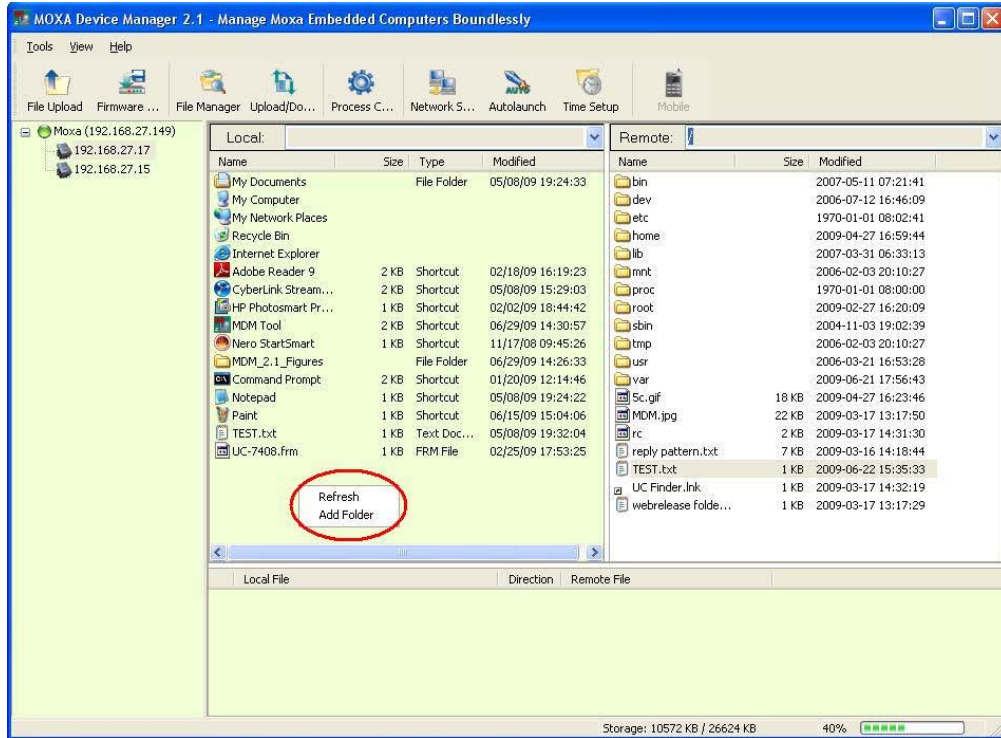 MOXA Device Manager 2.1 - Manage Moxa Embedded Computers Boundlessly
Tools View Help
File Upload Firmware ... File Manager Upload/Do... Process C... Network S... Autolaunch Time Setup Mobile
Moxa (192.168.27.149)
192.168.27.17
192.168.27.15
Local:
Name Size Type Modified
My Documents File Folder 05/08/09 19:24:33
My Computer
My Network Places
Recycle Bin
Internet Explorer
Adobe Reader 9 2 KB Shortcut 02/18/09 16:19:23
CyberLink Stream... 2 KB Shortcut 05/08/09 15:29:03
HP Photosmart Pr... 1 KB Shortcut 02/02/09 18:44:42
MDM Tool 2 KB Shortcut 06/29/09 14:30:57
Nero StartSmart 1 KB Shortcut 11/17/08 09:45:26
MDM_2.1_Figures File Folder 06/29/09 14:26:33
Command Prompt 2 KB Shortcut 01/20/09 12:14:46
Notepad 1 KB Shortcut 05/08/09 19:24:22
Paint 1 KB Shortcut 06/15/09 15:04:06
TEST.txt 1 KB Text Doc... 05/08/09 19:32:04
UC-7408.frm 1 KB FRM File 02/25/09 17:53:25
Refresh
Add Folder
Remote: /
Name Size Modified
bin 2007-05-11 07:21:41
dev 2006-07-12 16:46:09
etc 1970-01-01 08:02:41
home 2009-04-27 16:59:44
lib 2007-03-31 06:33:13
mnt 2006-02-03 20:10:27
proc 1970-01-01 08:00:00
root 2009-02-27 16:20:09
sbin 2004-11-03 19:02:39
tmp 2006-02-03 20:10:27
usr 2006-03-21 16:53:28
var 2009-06-21 17:56:43
5c.gif 18 KB 2009-04-27 16:23:46
MDM.jpg 22 KB 2009-03-17 13:17:50
rc 2 KB 2009-03-17 14:31:30
reply pattern.txt 7 KB 2009-03-16 14:18:44
TEST.txt 1 KB 2009-06-22 15:35:33
UC Finder.lnk 1 KB 2009-03-17 14:32:19
webrelease folde... 1 KB 2009-03-17 13:17:29
Local File Direction Remote File
Storage: 10572 KB / 26624 KB 40%